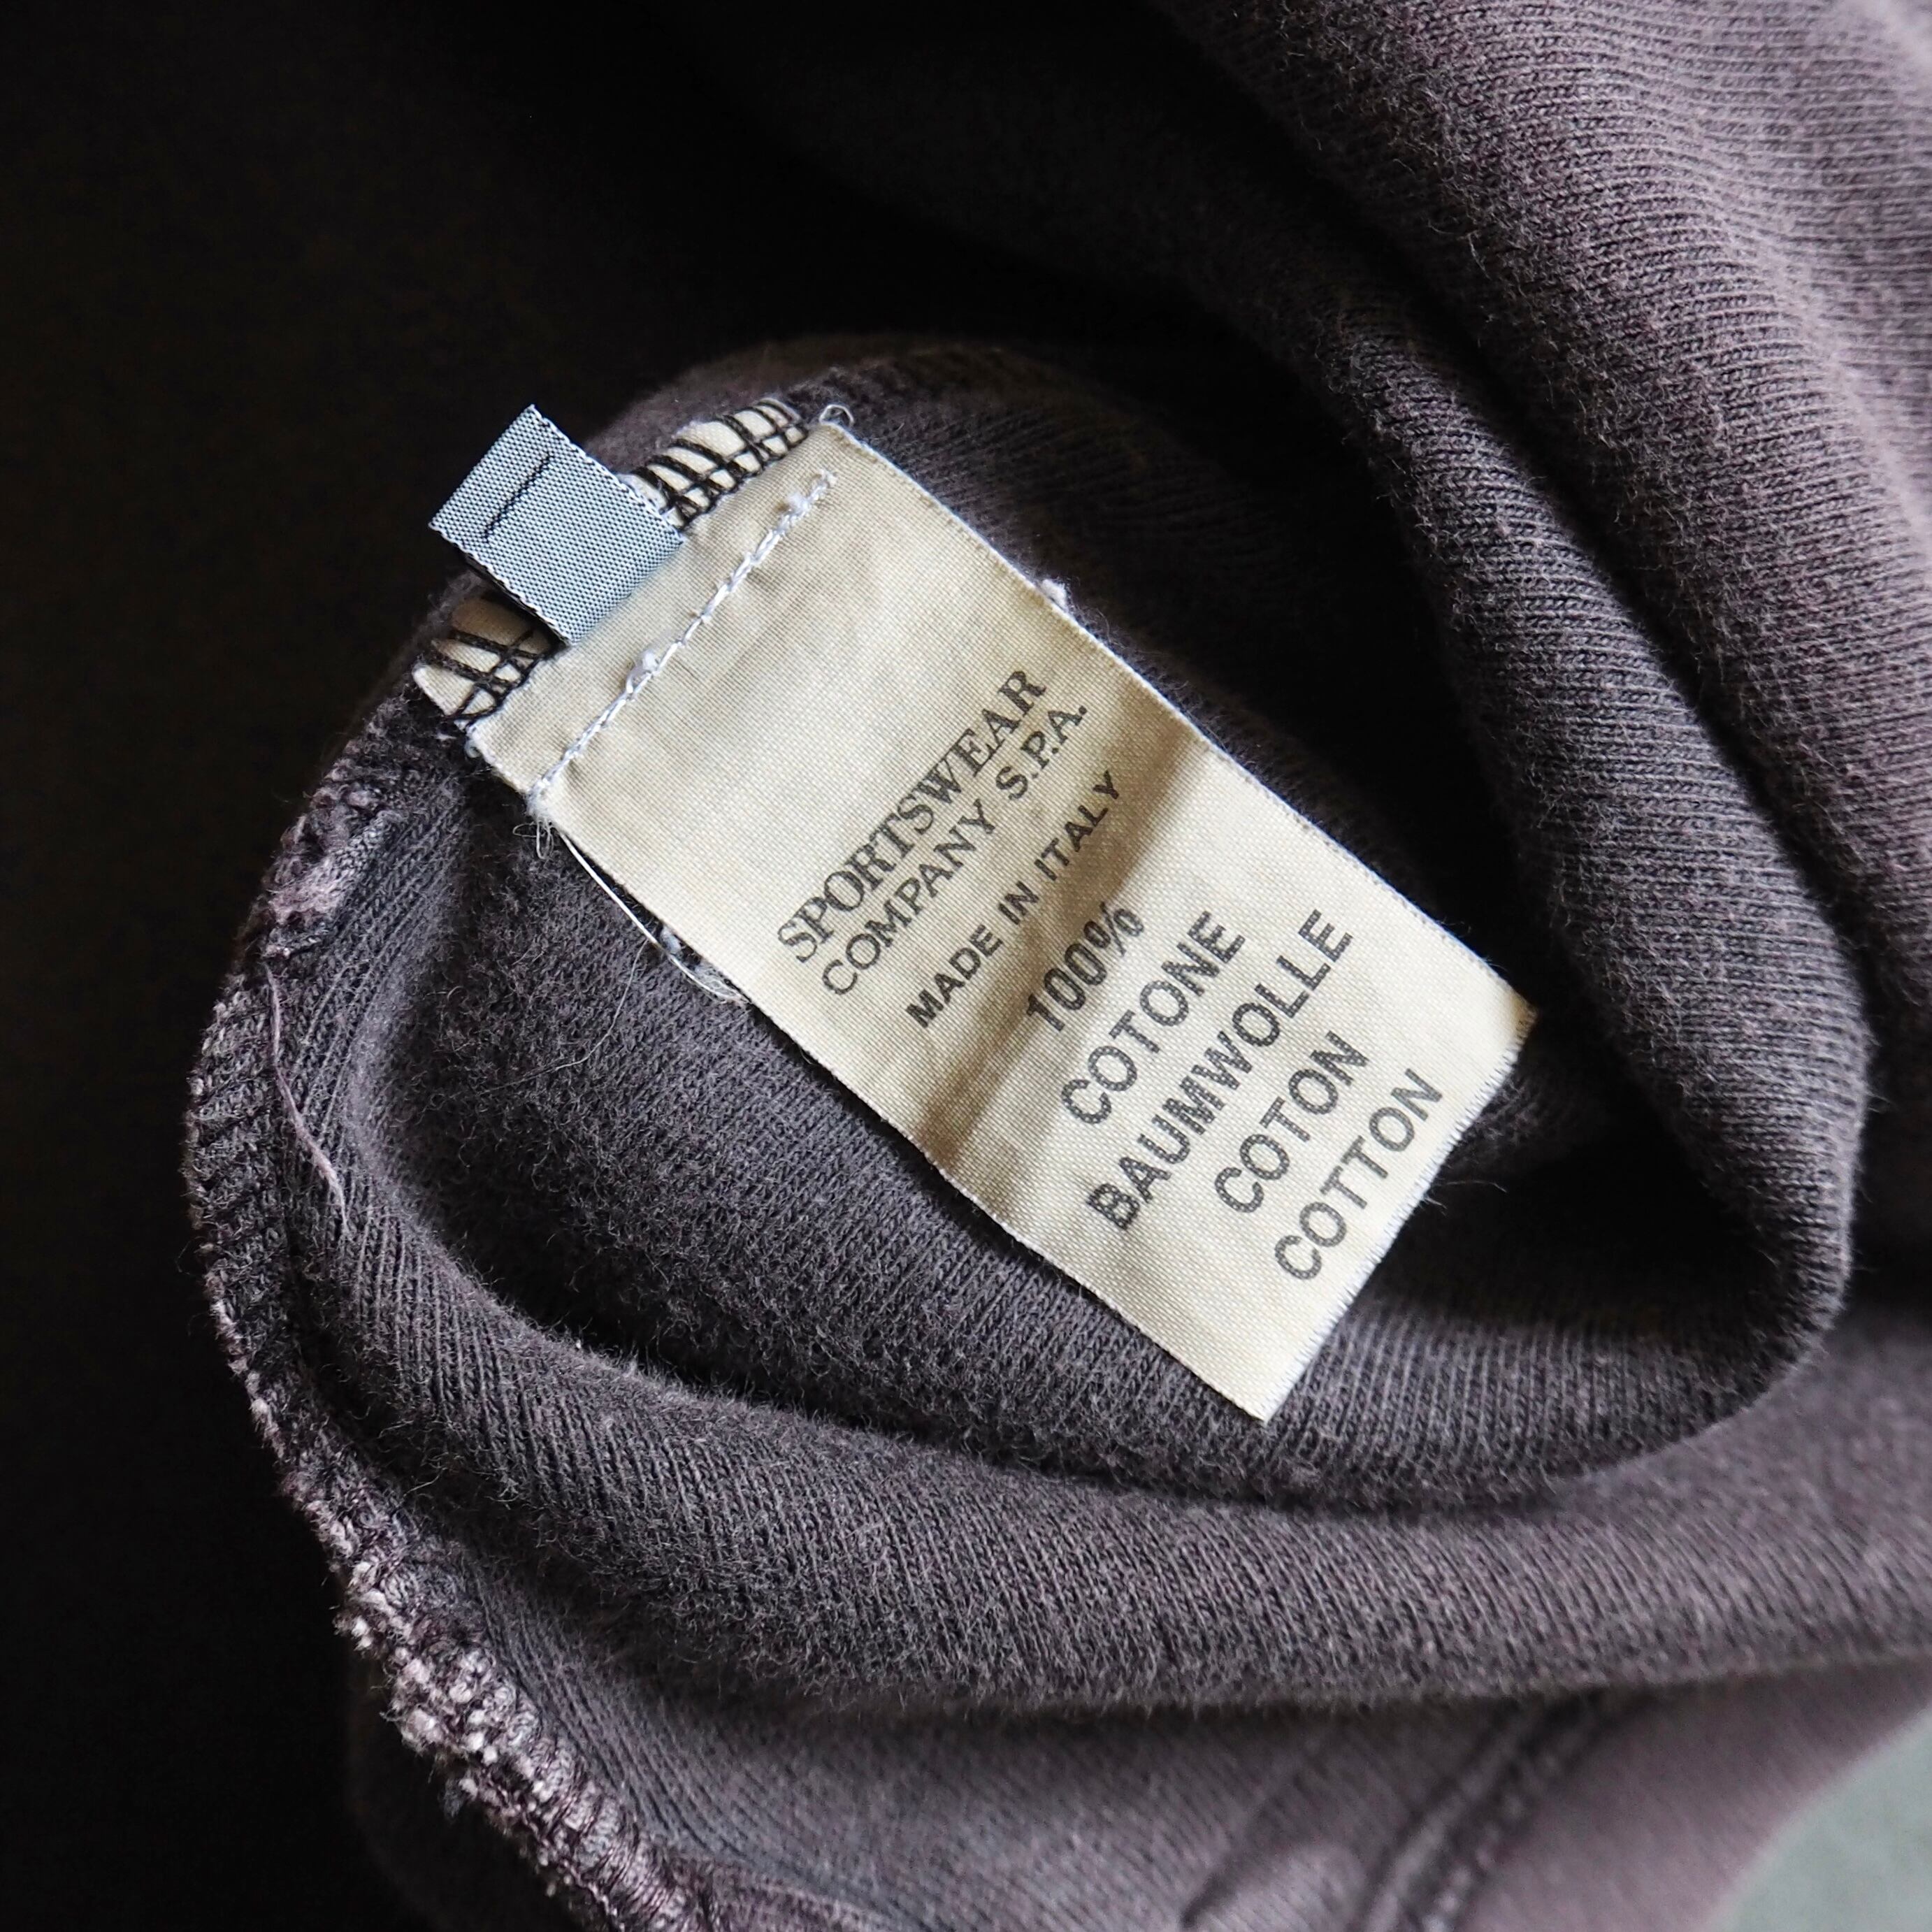 SPORTSWEAR
COMPANY S.P.A.
MADE IN ITALY
100%
COTONE
BAUMWOLLE
COTON
COTTON